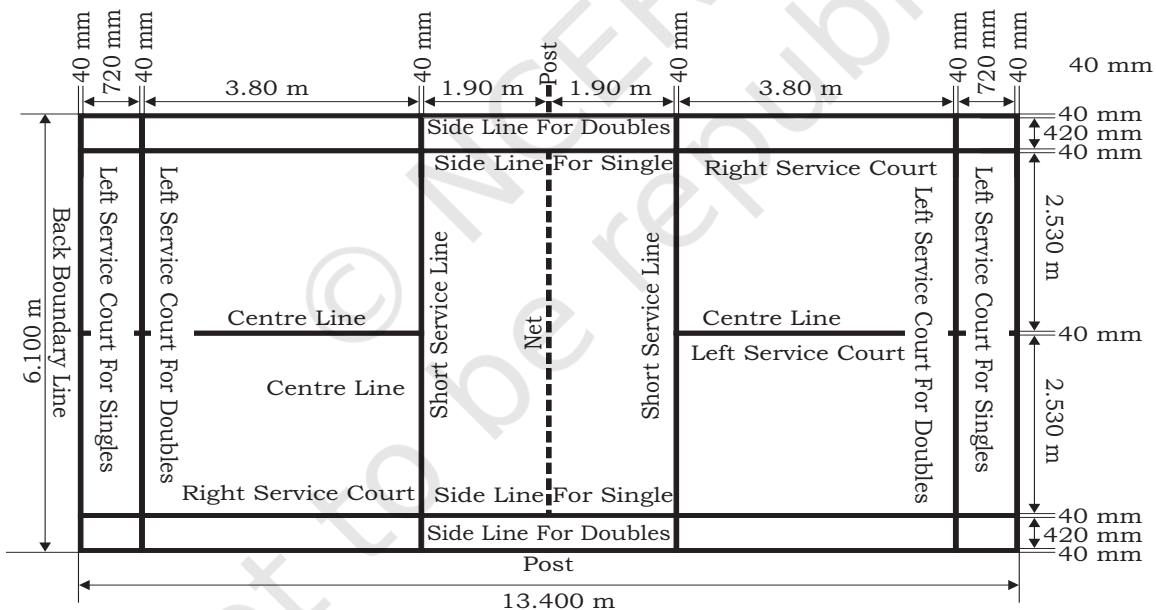 40 mm
720 mm
40 mm
40 mm
Post
40 mm
40 mm
720 mm
40 mm
40 mm
3.80 m
1.90 m
1.90 m
3.80 m
40 mm
420 mm
40 mm
Side Line For Doubles
Side Line For Single
Right Service Court
Back Boundary Line
6.100 m
Left Service Court For Singles
Left Service Court For Doubles
Short Service Line
Net
Short Service Line
Left Service Court For Doubles
Left Service Court For Singles
2.530 m
Centre Line
Centre Line
40 mm
Left Service Court
Centre Line
2.530 m
Right Service Court
Side Line For Single
40 mm
Side Line For Doubles
420 mm
40 mm
Post
13.400 m
© NCER
t to be republ